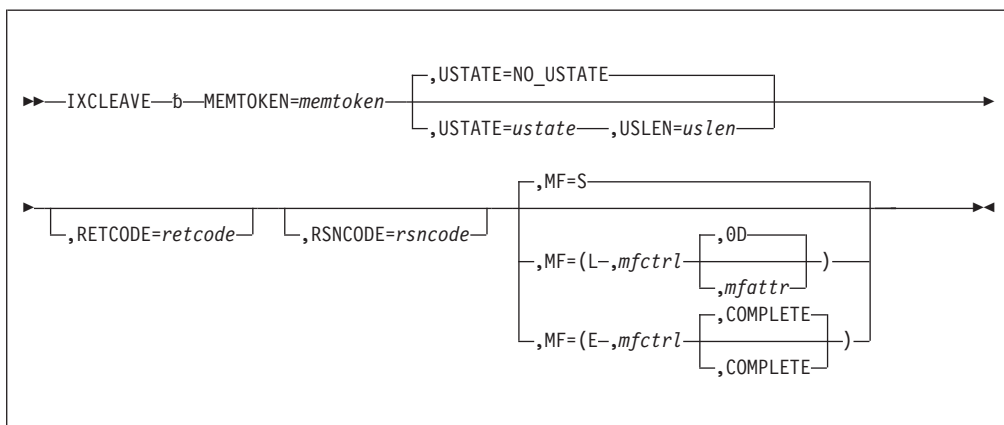 ,USTATE=NO_USTATE
IXCLEAVE ƀ MEMTOKEN=memtoken
,USTATE=ustate ,USLEN=uslen
,MF=S
,RETCODE=retcode ,RSNCODE=rsncode
,0D
,MF=(L ,mfctrl )
,mfattr
,COMPLETE
,MF=(E ,mfctrl )
,COMPLETE